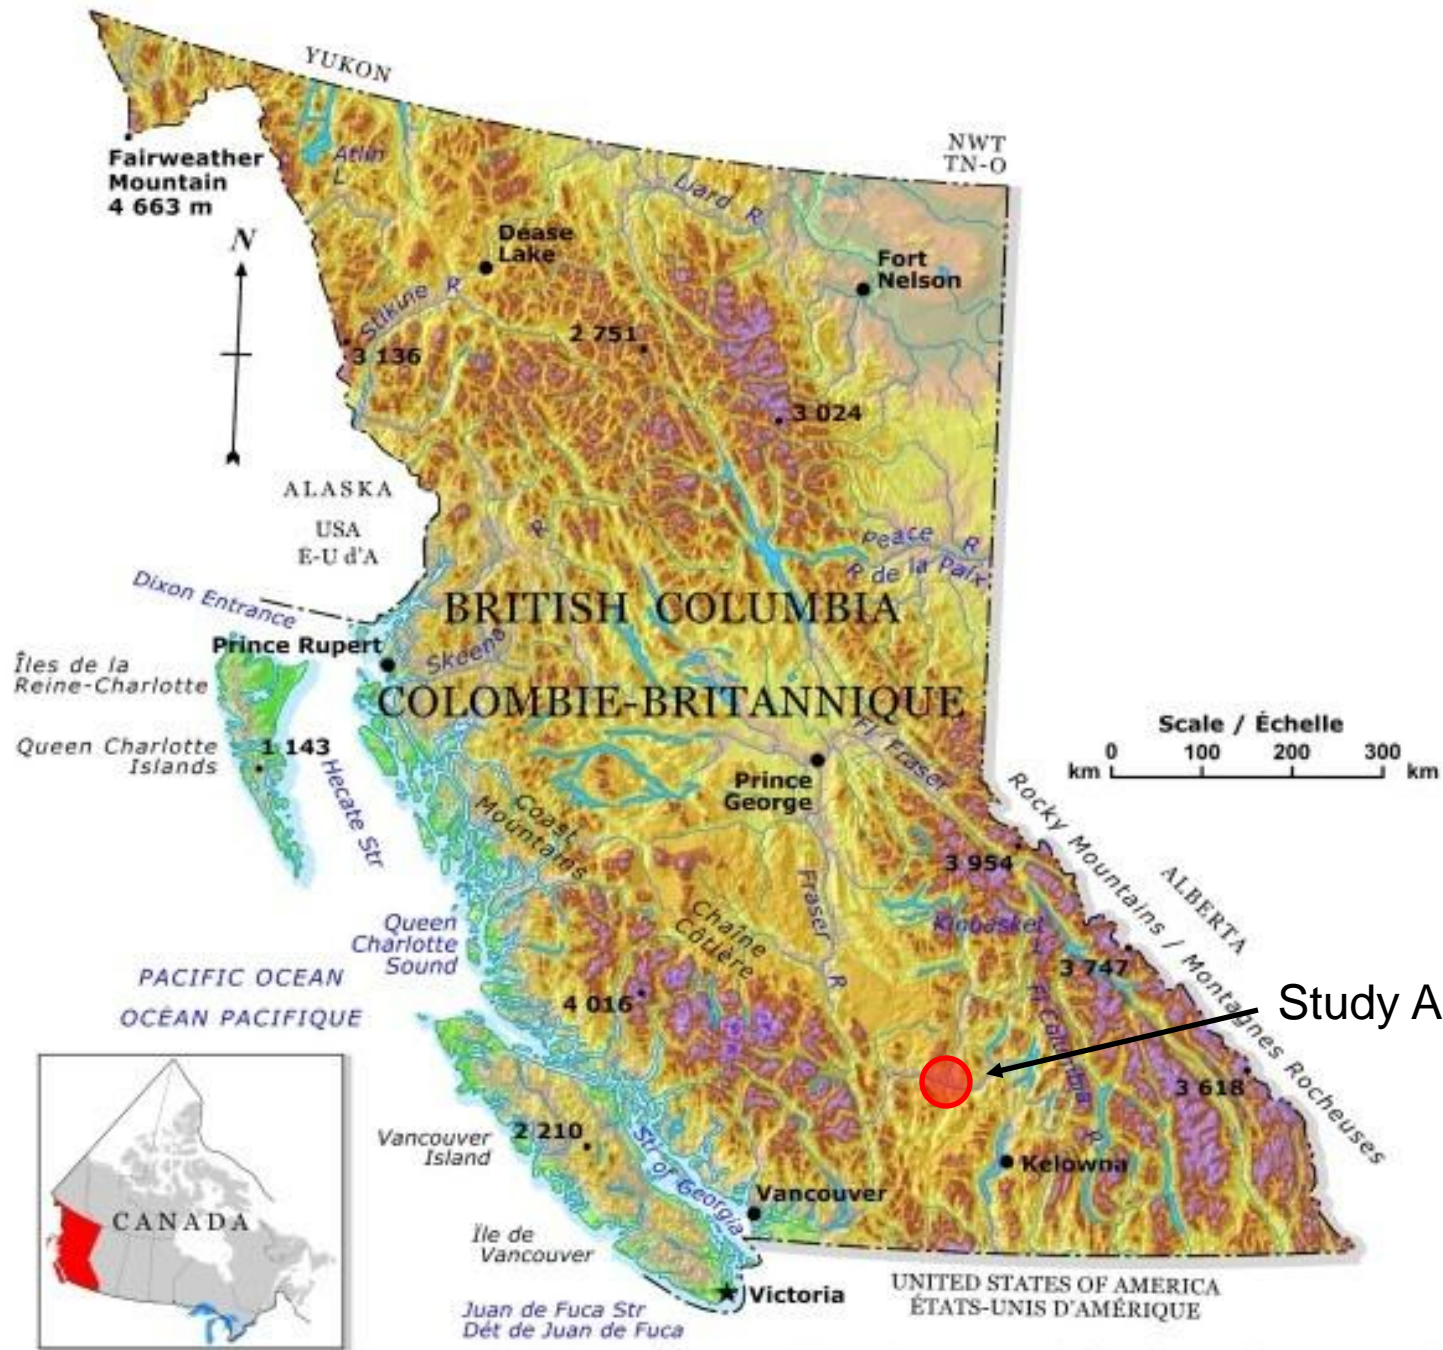 YUKON
NWT
TN-O
Fairweather
Mountain
4 663 m
Atlin
L
Liard R
N
Dease
Lake
Fort
Nelson
Stikine R
3 136
2 751
3 024
ALASKA
USA
É-U d'A
Peace R
R de la Paix
R
Dixon Entrance
BRITISH COLUMBIA
Prince Rupert
Skeena
Îles de la
Reine-Charlotte
COLOMBIE-BRITANNIQUE
Queen Charlotte
Islands
1 143
Hecate Str
Prince
George
Fl Fraser
Scale / Échelle
0 100 200 300
km km
Coast
Mountains
Rocky Mountains / Montagnes Rocheuses
ALBERTA
3 954
Fraser R
Kinbasket
L
Chaîne
Côtière
Queen
Charlotte
Sound
3 747
PACIFIC OCEAN
OCÉAN PACIFIQUE
4 016
Fl Columbia R
Study A
3 618
Vancouver
Island
2 210
Str of Georgia
Kelowna
Vancouver
CANADA
Île de
Vancouver
Victoria
UNITED STATES OF AMERICA
ÉTATS-UNIS D'AMÉRIQUE
Juan de Fuca Str
Dét de Juan de Fuca